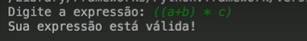 Digite a expressão: ((a+b) * c)
Sua expressão está válida!